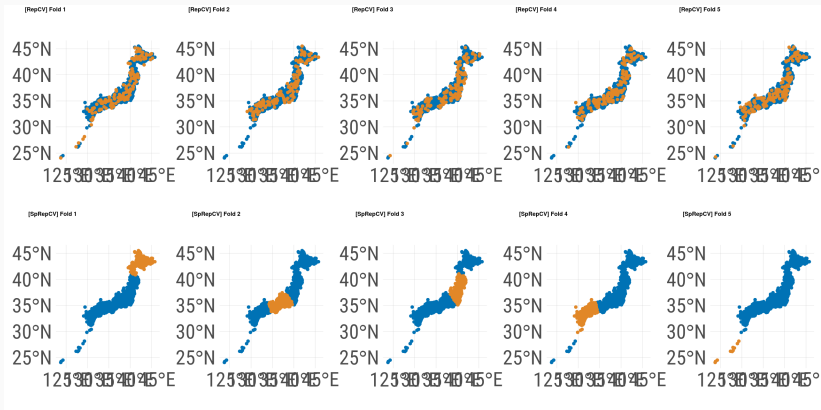 [RepCV] Fold 1
[RepCV] Fold 2
[RepCV] Fold 3
[RepCV] Fold 4
[RepCV] Fold 5
45°N
40°N
35°N
30°N
25°N
45°N
40°N
35°N
30°N
25°N
45°N
40°N
35°N
30°N
25°N
45°N
40°N
35°N
30°N
25°N
45°N
40°N
35°N
30°N
25°N
[SpRepCV] Fold 1
[SpRepCV] Fold 2
[SpRepCV] Fold 3
[SpRepCV] Fold 4
[SpRepCV] Fold 5
45°N
40°N
35°N
30°N
25°N
45°N
40°N
35°N
30°N
25°N
45°N
40°N
35°N
30°N
25°N
45°N
40°N
35°N
30°N
25°N
45°N
40°N
35°N
30°N
25°N